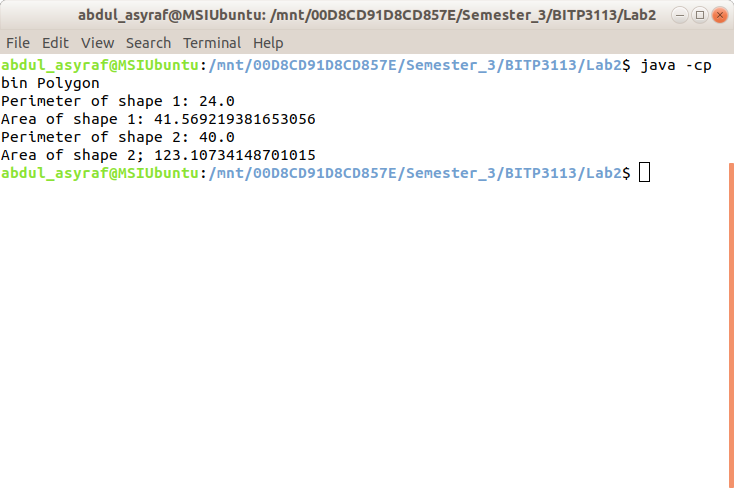 abdul_asyraf@MSIUbuntu: /mnt/00D8CD91D8CD857E/Semester_3/BITP3113/Lab2
File Edit View Search Terminal Help
abdul_asyraf@MSIUbuntu:/mnt/00D8CD91D8CD857E/Semester_3/BITP3113/Lab2$ java -cp
bin Polygon
Perimeter of shape 1: 24.0
Area of shape 1: 41.569219381653056
Perimeter of shape 2: 40.0
Area of shape 2; 123.10734148701015
abdul_asyraf@MSIUbuntu:/mnt/00D8CD91D8CD857E/Semester_3/BITP3113/Lab2$